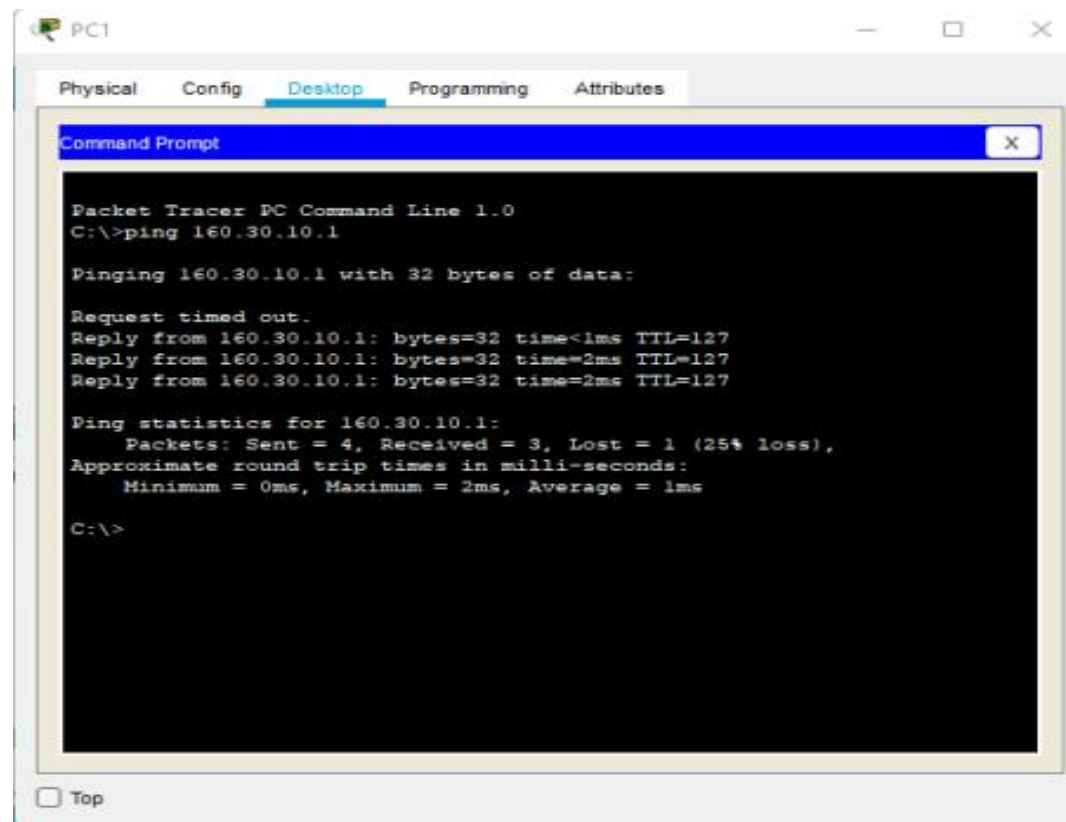 PC1
Physical Config Desktop Programming Attributes
Command Prompt
X
Packet Tracer PC Command Line 1.0
C:\>ping 160.30.10.1
Pinging 160.30.10.1 with 32 bytes of data:
Request timed out.
Reply from 160.30.10.1: bytes=32 time<1ms TTL=127
Reply from 160.30.10.1: bytes=32 time=2ms TTL=127
Reply from 160.30.10.1: bytes=32 time=2ms TTL=127
Ping statistics for 160.30.10.1:
Packets: Sent = 4, Received = 3, Lost = 1 (25% loss),
Approximate round trip times in milli-seconds:
Minimum = 0ms, Maximum = 2ms, Average = 1ms
C:\>
Top